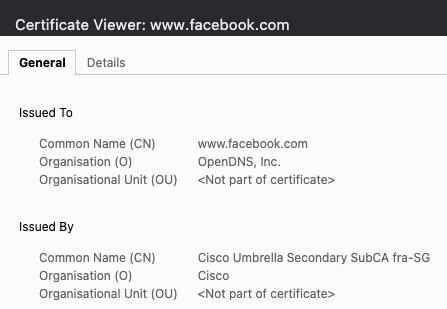 Certificate Viewer: www.facebook.com
General Details
Issued To
Common Name (CN) www.facebook.com
Organisation (O) OpenDNS, Inc.
Organisational Unit (OU) <Not part of certificate>
Issued By
Common Name (CN) Cisco Umbrella Secondary SubCA fra-SG
Organisation (O) Cisco
Organisational Unit (OU) <Not part of certificate>